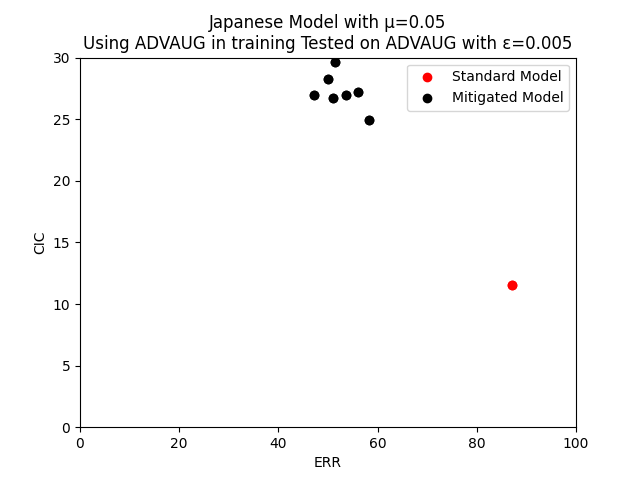 Japanese Model with μ=0.05
Using ADVAUG in training Tested on ADVAUG with ε=0.005
30
25
20
15
10
5
0
CIC
Standard Model
Mitigated Model
0 20 40 60 80 100
ERR